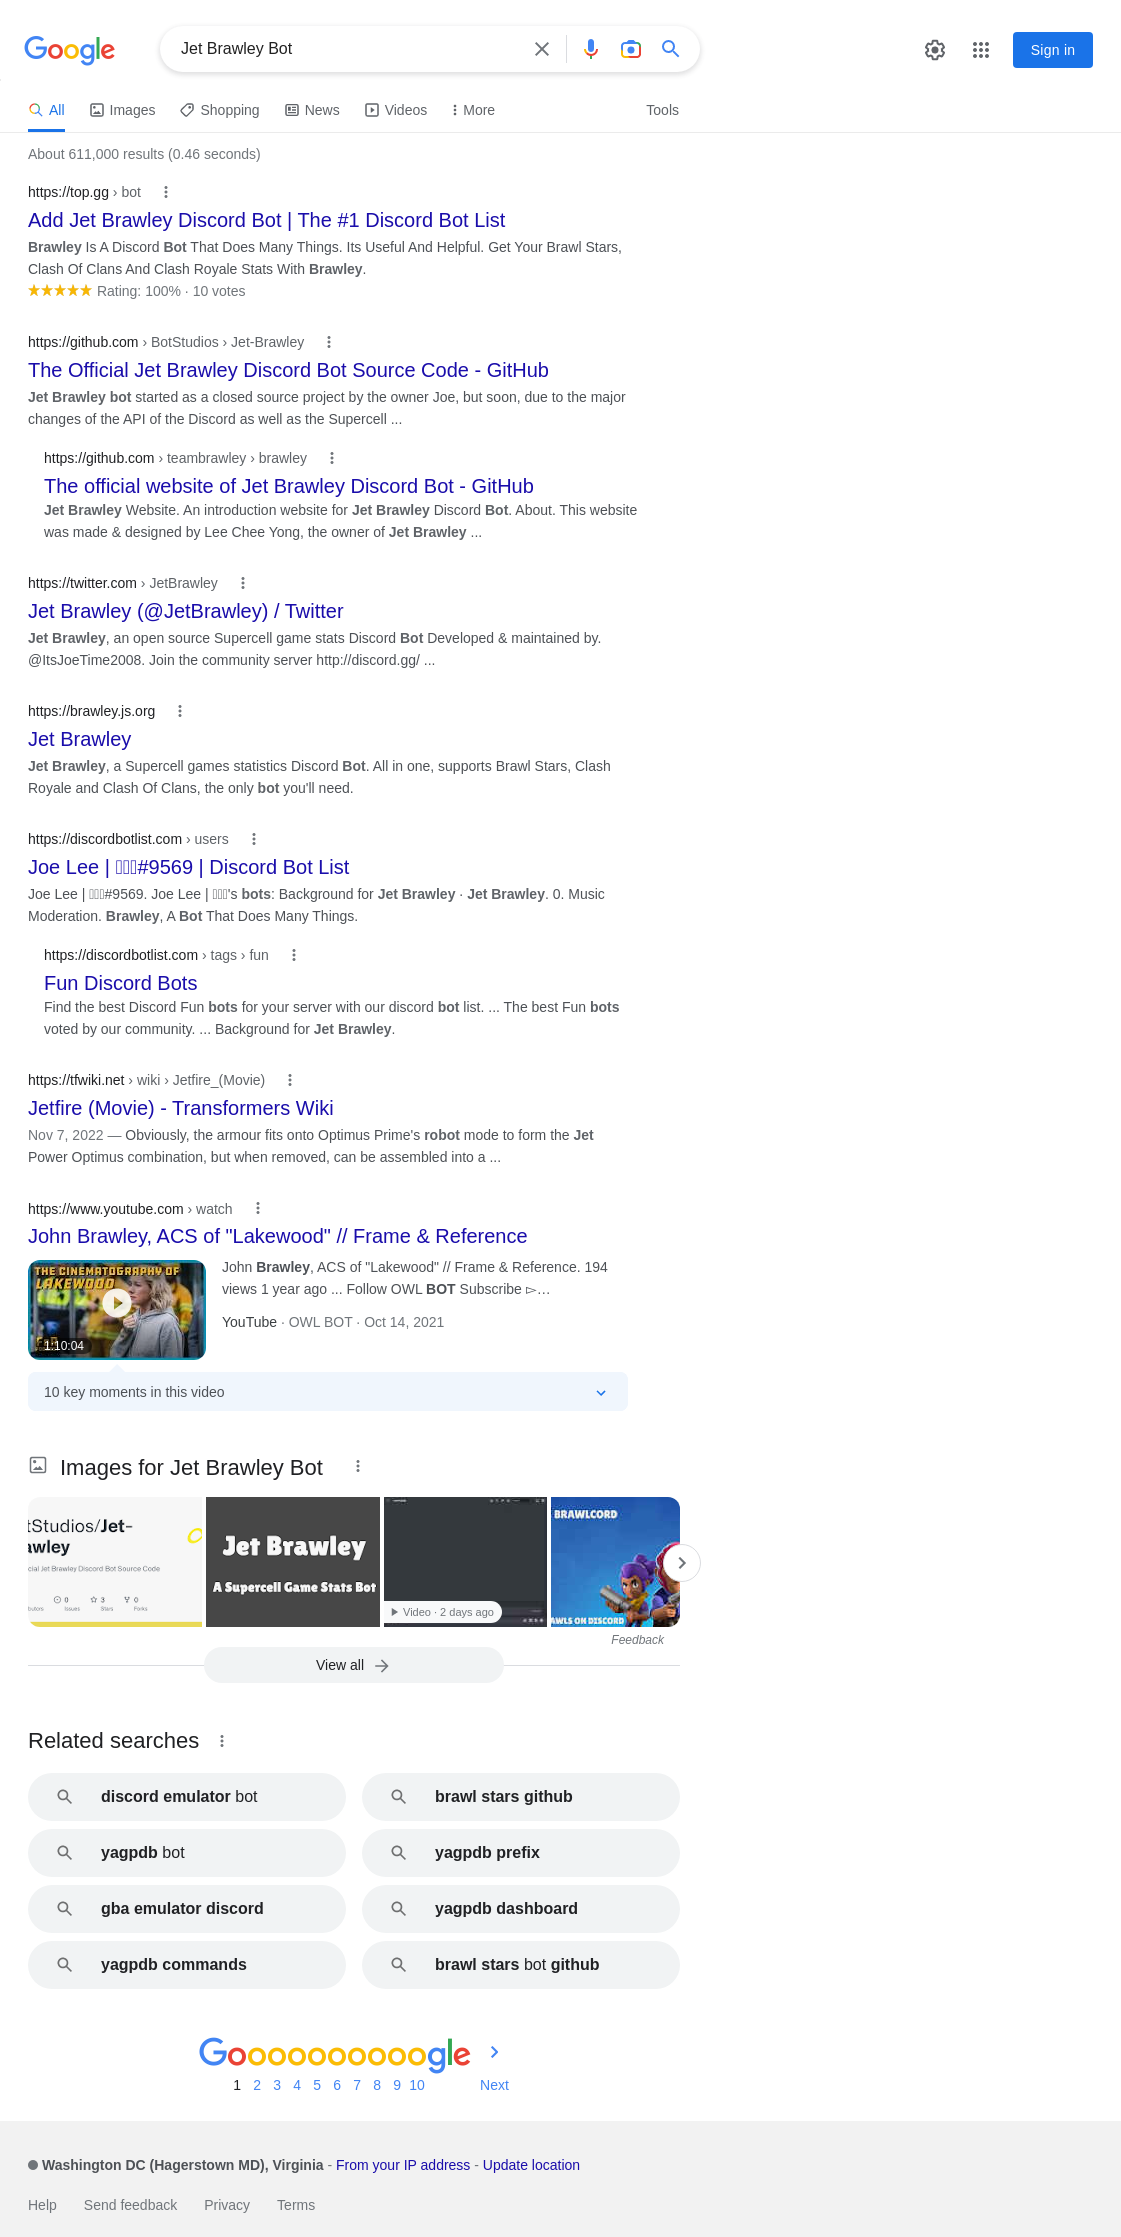 Google
Jet Brawley Bot
Sign in
All Images Shopping News Videos More Tools
About 611,000 results (0.46 seconds)
https://top.gg › bot
Add Jet Brawley Discord Bot | The #1 Discord Bot List
Brawley Is A Discord Bot That Does Many Things. Its Useful And Helpful. Get Your Brawl Stars,
Clash Of Clans And Clash Royale Stats With Brawley.
Rating: 100% · 10 votes
https://github.com › BotStudios › Jet-Brawley
The Official Jet Brawley Discord Bot Source Code - GitHub
Jet Brawley bot started as a closed source project by the owner Joe, but soon, due to the major
changes of the API of the Discord as well as the Supercell ...
https://github.com › teambrawley › brawley
The official website of Jet Brawley Discord Bot - GitHub
Jet Brawley Website. An introduction website for Jet Brawley Discord Bot. About. This website
was made & designed by Lee Chee Yong, the owner of Jet Brawley ...
https://twitter.com › JetBrawley
Jet Brawley (@JetBrawley) / Twitter
Jet Brawley, an open source Supercell game stats Discord Bot Developed & maintained by.
@ItsJoeTime2008. Join the community server http://discord.gg/ ...
https://brawley.js.org
Jet Brawley
Jet Brawley, a Supercell games statistics Discord Bot. All in one, supports Brawl Stars, Clash
Royale and Clash Of Clans, the only bot you'll need.
https://discordbotlist.com › users
Joe Lee | #9569 | Discord Bot List
Joe Lee | #9569. Joe Lee | 's bots: Background for Jet Brawley · Jet Brawley. 0. Music
Moderation. Brawley, A Bot That Does Many Things.
https://discordbotlist.com › tags › fun
Fun Discord Bots
Find the best Discord Fun bots for your server with our discord bot list. ... The best Fun bots
voted by our community. ... Background for Jet Brawley.
https://tfwiki.net › wiki › Jetfire_(Movie)
Jetfire (Movie) - Transformers Wiki
Nov 7, 2022 — Obviously, the armour fits onto Optimus Prime's robot mode to form the Jet
Power Optimus combination, but when removed, can be assembled into a ...
https://www.youtube.com › watch
John Brawley, ACS of "Lakewood" // Frame & Reference
THE CINEMATOGRAPHY OF
LAKEWOOD
1:10:04
John Brawley, ACS of "Lakewood" // Frame & Reference. 194
views 1 year ago ... Follow OWL BOT Subscribe ▻…
YouTube · OWL BOT · Oct 14, 2021
10 key moments in this video
Images for Jet Brawley Bot
tStudios/Jet-
awley
cial Jet Brawley Discord Bot Source Code
0 3 0
Issues Stars Forks
Jet Brawley
A Supercell Game Stats Bot
Video · 2 days ago
BRAWLCORD
AWLS ON DISCORD
Feedback
View all
Related searches
discord emulator bot
brawl stars github
yagpdb bot
yagpdb prefix
gba emulator discord
yagpdb dashboard
yagpdb commands
brawl stars bot github
Goooooooooogle
1 2 3 4 5 6 7 8 9 10 Next
Washington DC (Hagerstown MD), Virginia - From your IP address - Update location
Help Send feedback Privacy Terms